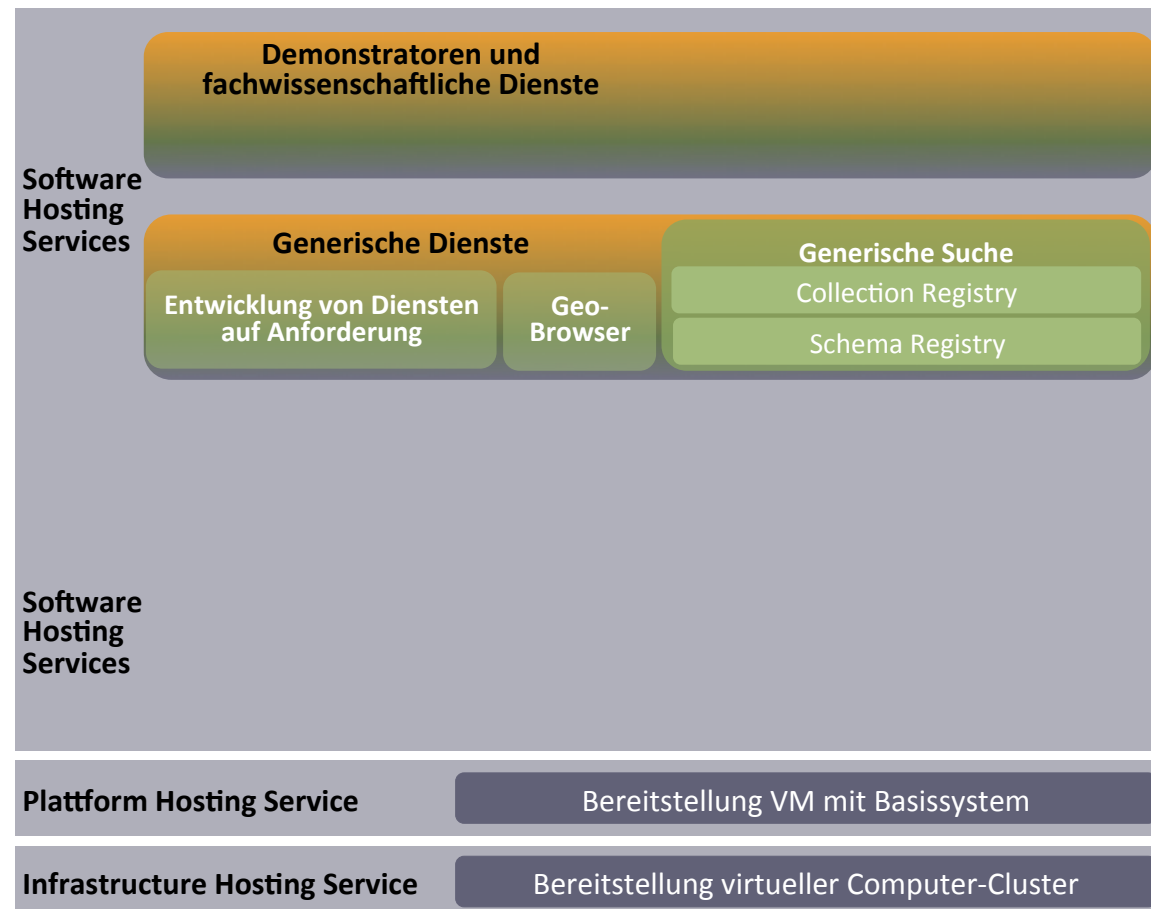 Demonstratoren und
fachwissenschaftliche Dienste
Software
Hosting
Services
Generische Dienste
Entwicklung von Diensten
auf Anforderung
Geo-
Browser
Generische Suche
Collection Registry
Schema Registry
Software
Hosting
Services
Plattform Hosting Service
Bereitstellung VM mit Basissystem
Infrastructure Hosting Service
Bereitstellung virtueller Computer-Cluster